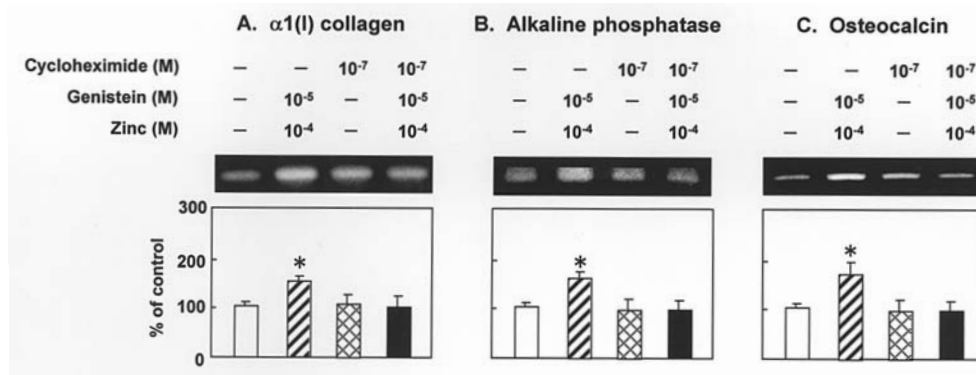 A. α1(I) collagen B. Alkaline phosphatase C. Osteocalcin
Cycloheximide (M) – – 10-7 10-7 – – 10-7 10-7 – – 10-7 10-7
Genistein (M) – 10-5 – 10-5 – 10-5 – 10-5 – 10-5 – 10-5
Zinc (M) – 10-4 – 10-4 – 10-4 – 10-4 – 10-4 – 10-4
300
200
100
0
% of control
* * *